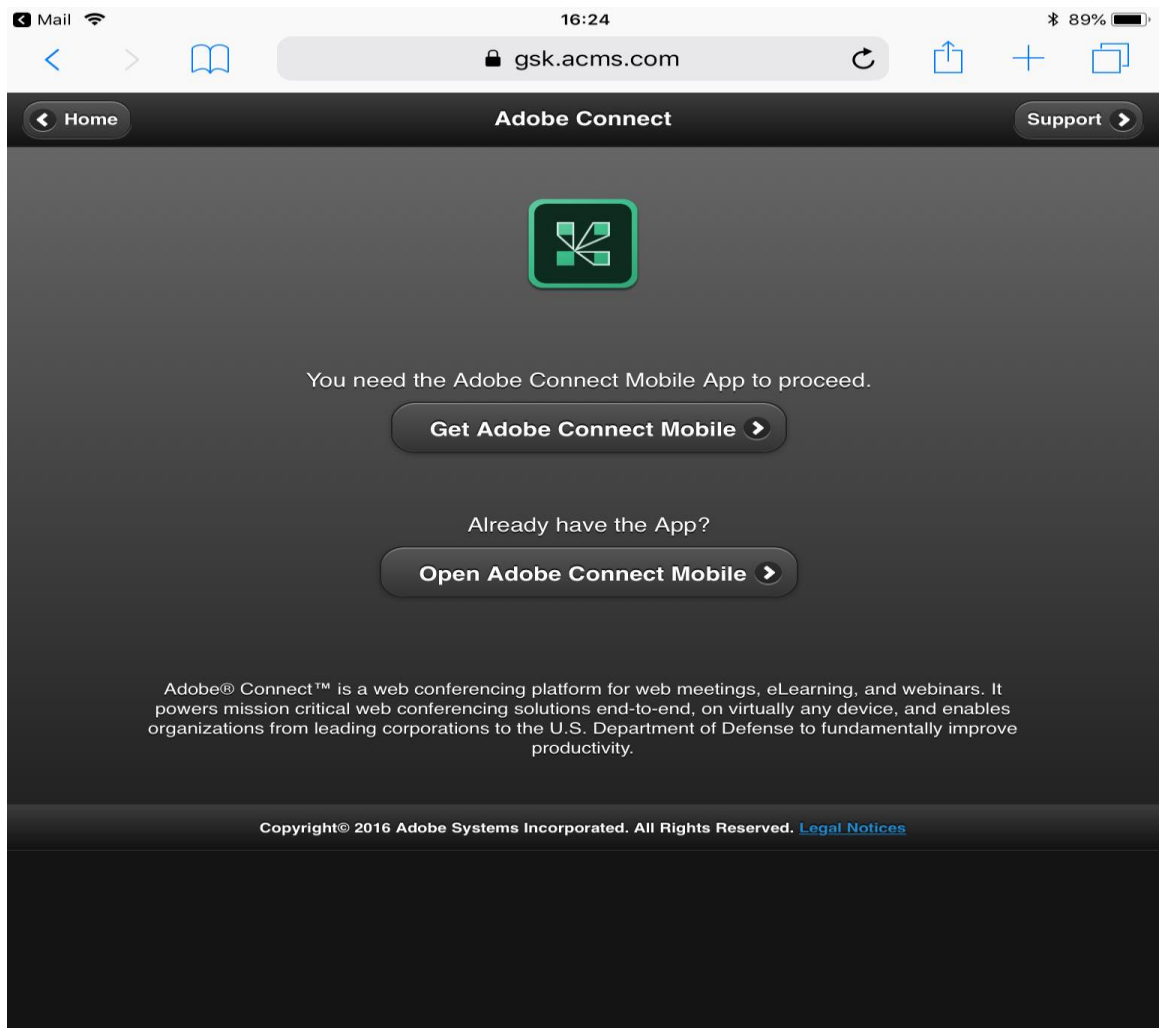 Mail 16:24 89%
gsk.acms.com
Home Adobe Connect Support
You need the Adobe Connect Mobile App to proceed.
Get Adobe Connect Mobile
Already have the App?
Open Adobe Connect Mobile
Adobe® Connect™ is a web conferencing platform for web meetings, eLearning, and webinars. It
powers mission critical web conferencing solutions end-to-end, on virtually any device, and enables
organizations from leading corporations to the U.S. Department of Defense to fundamentally improve
productivity.
Copyright© 2016 Adobe Systems Incorporated. All Rights Reserved. Legal Notices